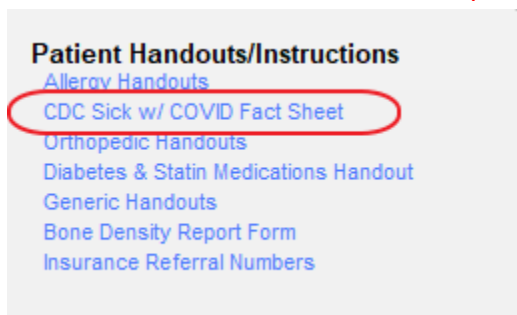 Patient Handouts/Instructions
Allergy Handouts
CDC Sick w/ COVID Fact Sheet
Orthopedic Handouts
Diabetes & Statin Medications Handout
Generic Handouts
Bone Density Report Form
Insurance Referral Numbers